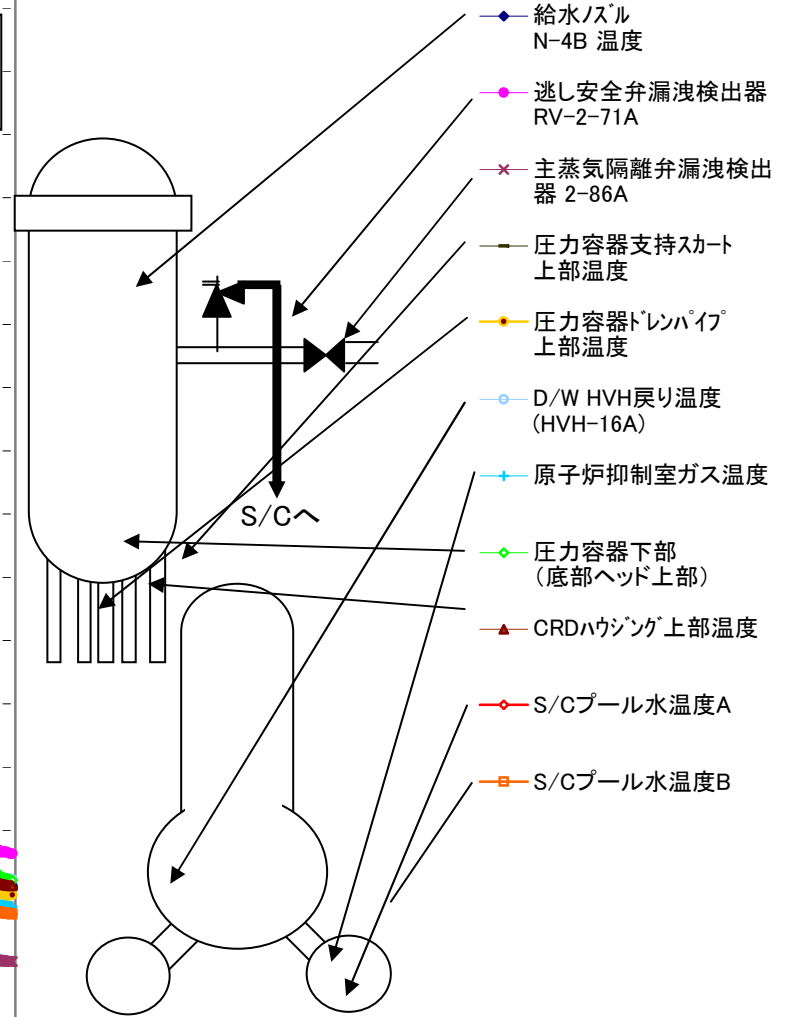 給水ノズル
N-4B 温度
逃し安全弁漏洩検出器
RV-2-71A
主蒸気隔離弁漏洩検出
器 2-86A
圧力容器支持スカート
上部温度
圧力容器ドレンパイプ
上部温度
D/W HVH戻り温度
(HVH-16A)
原子炉抑制室ガス温度
S/Cへ
圧力容器下部
（底部ヘッド上部）
CRDハウジング上部温度
S/Cプール水温度A
S/Cプール水温度B